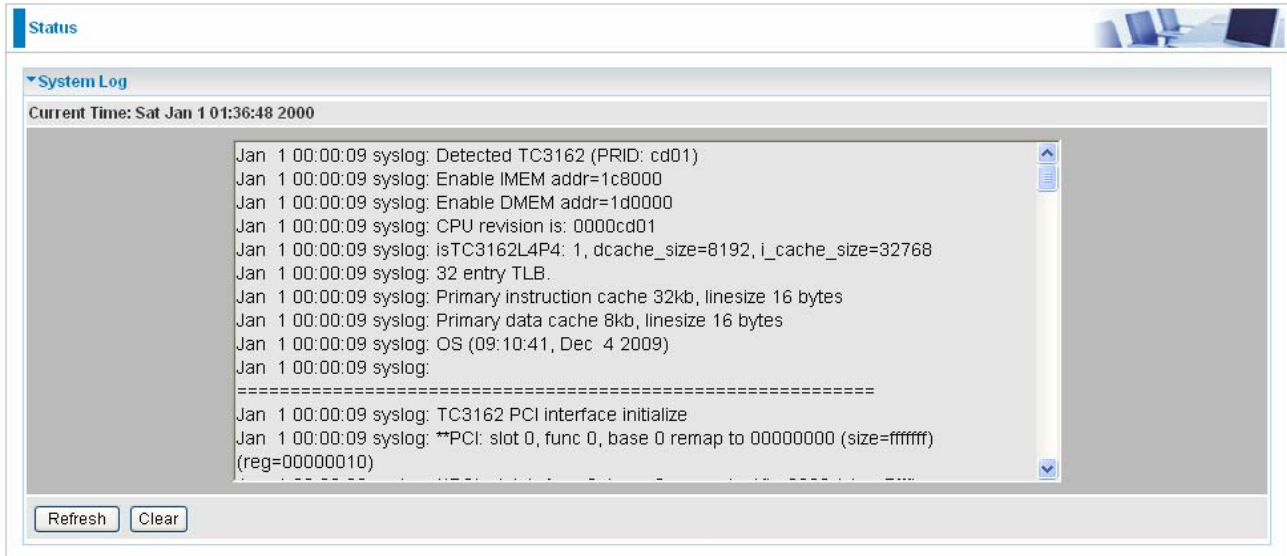 Status
System Log
Current Time: Sat Jan 1 01:36:48 2000
Jan  1 00:00:09 syslog: Detected TC3162 (PRID: cd01)
Jan  1 00:00:09 syslog: Enable IMEM addr=1c8000
Jan  1 00:00:09 syslog: Enable DMEM addr=1d0000
Jan  1 00:00:09 syslog: CPU revision is: 0000cd01
Jan  1 00:00:09 syslog: isTC3162L4P4: 1, dcache_size=8192, i_cache_size=32768
Jan  1 00:00:09 syslog: 32 entry TLB.
Jan  1 00:00:09 syslog: Primary instruction cache 32kb, linesize 16 bytes
Jan  1 00:00:09 syslog: Primary data cache 8kb, linesize 16 bytes
Jan  1 00:00:09 syslog: OS (09:10:41, Dec  4 2009)
Jan  1 00:00:09 syslog:
============================================================
Jan  1 00:00:09 syslog: TC3162 PCI interface initialize
Jan  1 00:00:09 syslog: **PCI: slot 0, func 0, base 0 remap to 00000000 (size=fffffff)
(reg=00000010)
Refresh Clear